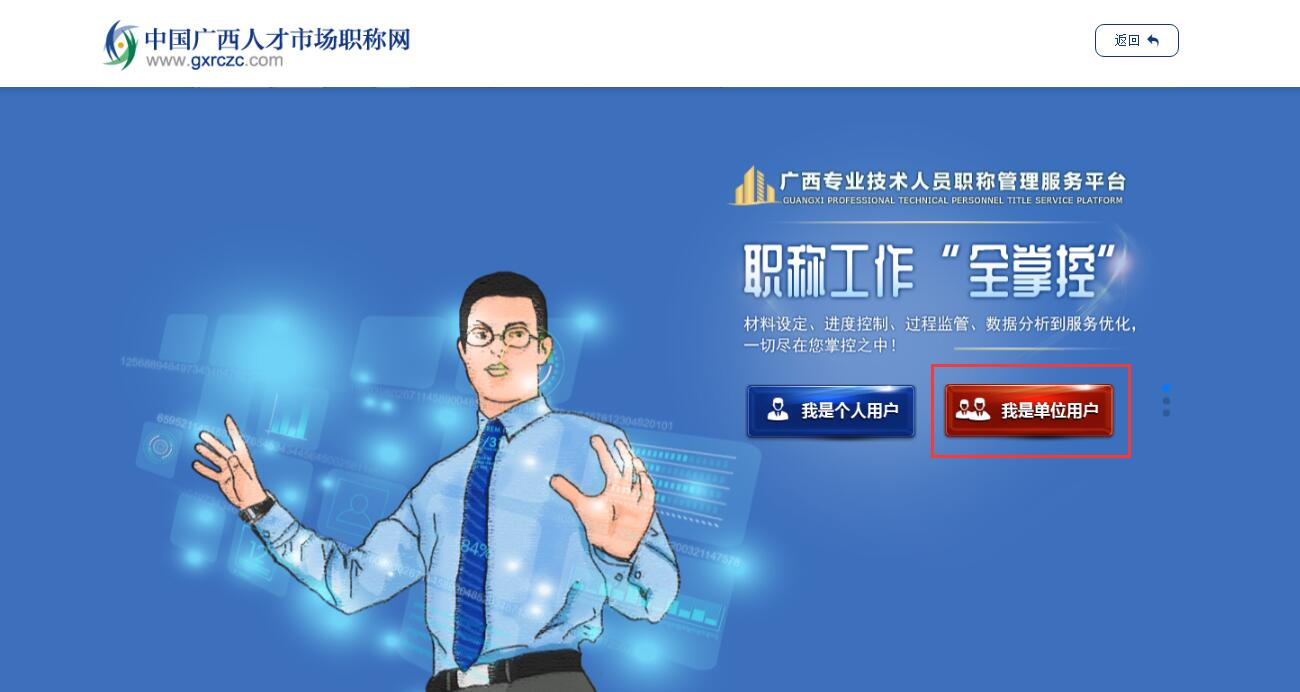 中国广西人才市场职称网
www.gxrczc.com
返回
广西专业技术人员职称管理服务平台
GUANGXI PROFESSIONAL TECHNICAL PERSONNEL TITLE SERVICE PLATFORM
职称工作“全掌控”
材料设定、进度控制、过程监管、数据分析到服务优化，
一切尽在您掌控之中！
我是个人用户
我是单位用户
84%
12